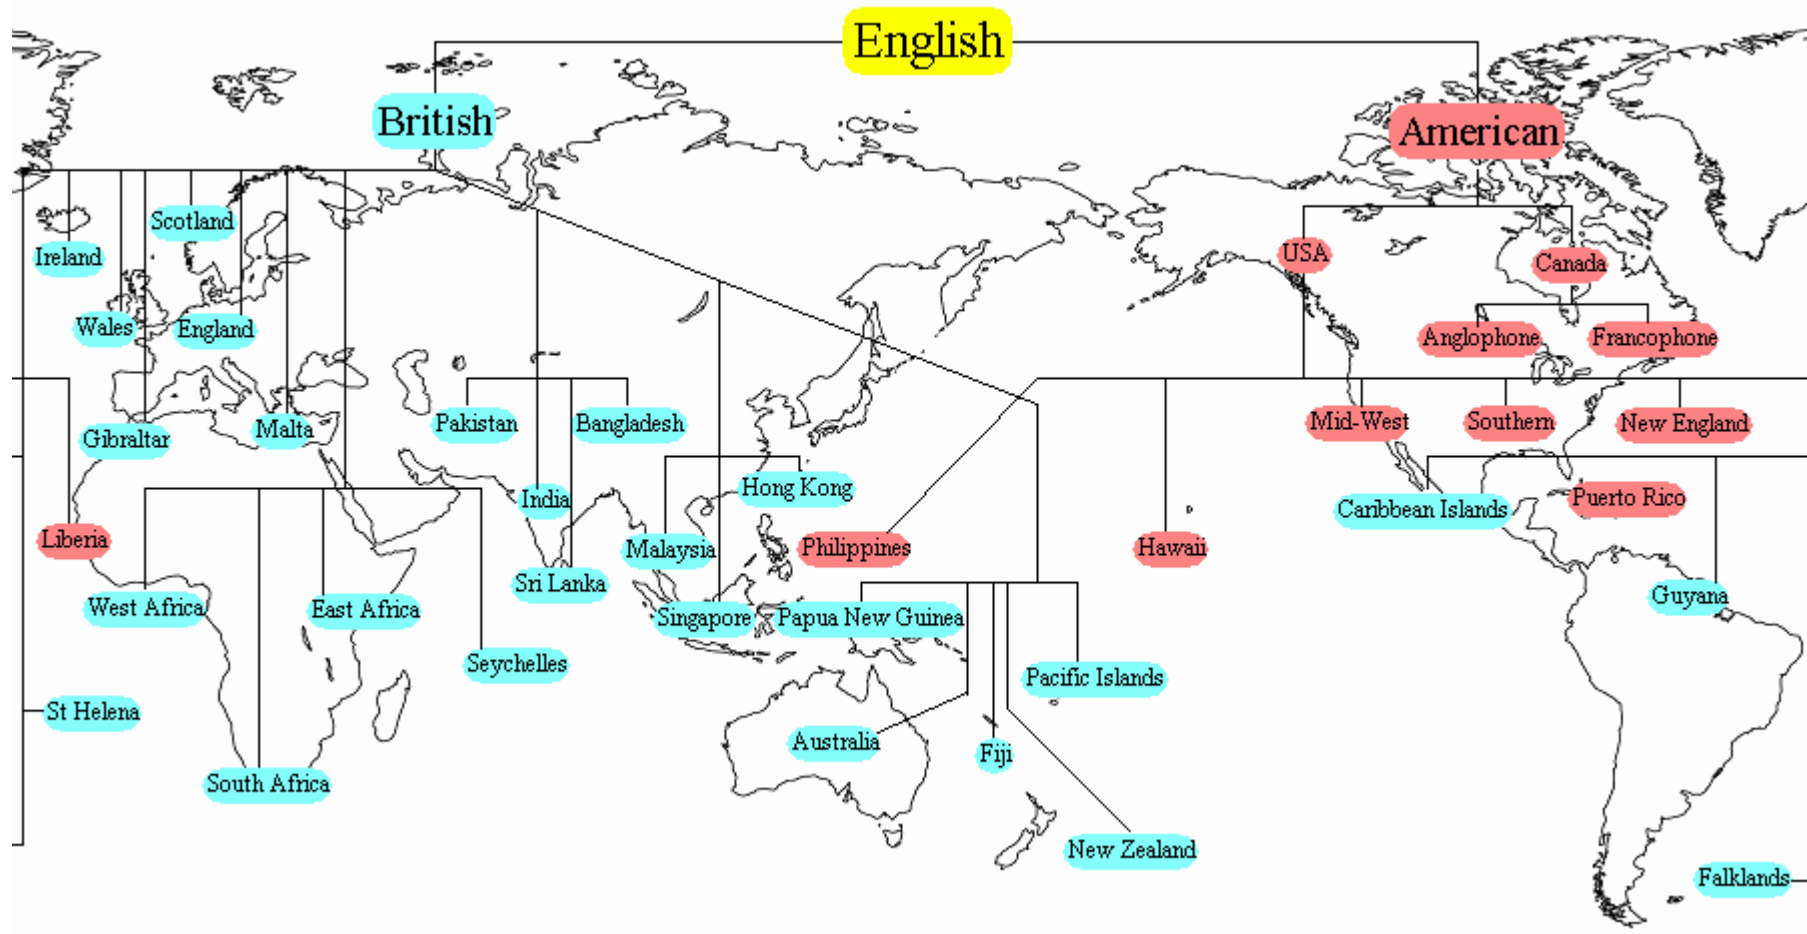 English
British
American
Scotland
Ireland
USA
Canada
Wales
England
Anglophone
Francophone
Pakistan
Bangladesh
Mid-West
Southern
New England
Gibraltar
Malta
India
Hong Kong
Caribbean Islands
Puerto Rico
Liberia
Malaysia
Philippines
Hawaii
Sri Lanka
West Africa
East Africa
Singapore
Papua New Guinea
Guyana
Seychelles
Pacific Islands
St Helena
Australia
Fiji
South Africa
New Zealand
Falklands